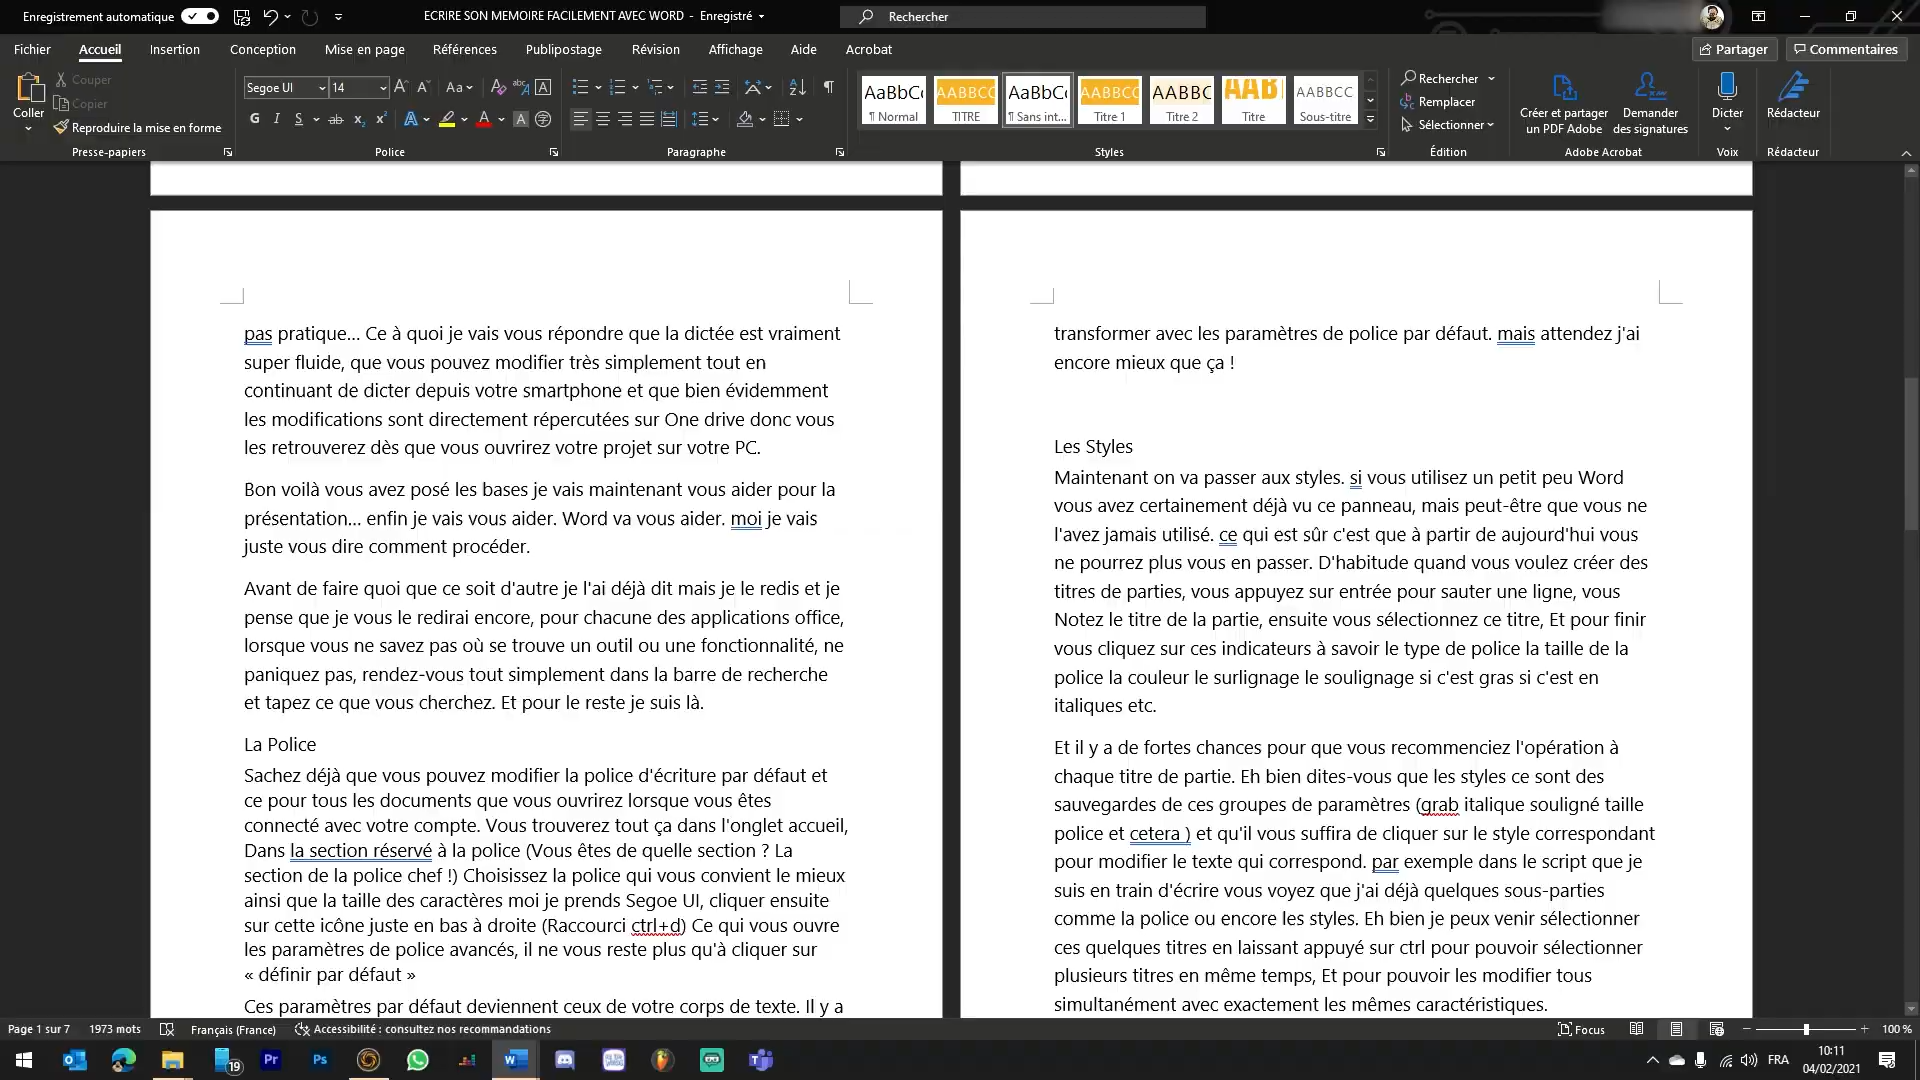 Enregistrement automatique
ECRIRE SON MEMOIRE FACILEMENT AVEC WORD - Enregistré
Rechercher
Fichier Accueil Insertion Conception Mise en page Références Publipostage Révision Affichage Aide Acrobat
Partager Commentaires
Coller
Couper
Copier
Reproduire la mise en forme
Presse-papiers
Segoe UI 14
Aa
G I S ab x₂ x²
Police
Paragraphe
AaBbCc AABBCC AaBbCc AABBCC AABBC AAB AABBCC
¶ Normal TITRE ¶ Sans int... Titre 1 Titre 2 Titre Sous-titre
Styles
Rechercher
Remplacer
Sélectionner
Édition
Créer et partager un PDF Adobe
Demander des signatures
Adobe Acrobat
Dicter
Voix
Rédacteur
Rédacteur
pas pratique... Ce à quoi je vais vous répondre que la dictée est vraiment
super fluide, que vous pouvez modifier très simplement tout en
continuant de dicter depuis votre smartphone et que bien évidemment
les modifications sont directement répercutées sur One drive donc vous
les retrouverez dès que vous ouvrirez votre projet sur votre PC.
Bon voilà vous avez posé les bases je vais maintenant vous aider pour la
présentation... enfin je vais vous aider. Word va vous aider. moi je vais
juste vous dire comment procéder.
Avant de faire quoi que ce soit d'autre je l'ai déjà dit mais je le redis et je
pense que je vous le redirai encore, pour chacune des applications office,
lorsque vous ne savez pas où se trouve un outil ou une fonctionnalité, ne
paniquez pas, rendez-vous tout simplement dans la barre de recherche
et tapez ce que vous cherchez. Et pour le reste je suis là.
La Police
Sachez déjà que vous pouvez modifier la police d'écriture par défaut et
ce pour tous les documents que vous ouvrirez lorsque vous êtes
connecté avec votre compte. Vous trouverez tout ça dans l'onglet accueil,
Dans la section réservé à la police (Vous êtes de quelle section ? La
section de la police chef !) Choisissez la police qui vous convient le mieux
ainsi que la taille des caractères moi je prends Segoe UI, cliquer ensuite
sur cette icône juste en bas à droite (Raccourci ctrl+d) Ce qui vous ouvre
les paramètres de police avancés, il ne vous reste plus qu'à cliquer sur
« définir par défaut »
Ces paramètres par défaut deviennent ceux de votre corps de texte. Il y a
transformer avec les paramètres de police par défaut. mais attendez j'ai
encore mieux que ça !
Les Styles
Maintenant on va passer aux styles. si vous utilisez un petit peu Word
vous avez certainement déjà vu ce panneau, mais peut-être que vous ne
l'avez jamais utilisé. ce qui est sûr c'est que à partir de aujourd'hui vous
ne pourrez plus vous en passer. D'habitude quand vous voulez créer des
titres de parties, vous appuyez sur entrée pour sauter une ligne, vous
Notez le titre de la partie, ensuite vous sélectionnez ce titre, Et pour finir
vous cliquez sur ces indicateurs à savoir le type de police la taille de la
police la couleur le surlignage le soulignage si c'est gras si c'est en
italiques etc.
Et il y a de fortes chances pour que vous recommenciez l'opération à
chaque titre de partie. Eh bien dites-vous que les styles ce sont des
sauvegardes de ces groupes de paramètres (grab italique souligné taille
police et cetera ) et qu'il vous suffira de cliquer sur le style correspondant
pour modifier le texte qui correspond. par exemple dans le script que je
suis en train d'écrire vous voyez que j'ai déjà quelques sous-parties
comme la police ou encore les styles. Eh bien je peux venir sélectionner
ces quelques titres en laissant appuyé sur ctrl pour pouvoir sélectionner
plusieurs titres en même temps, Et pour pouvoir les modifier tous
simultanément avec exactement les mêmes caractéristiques.
Page 1 sur 7 1973 mots Français (France) Accessibilité : consultez nos recommandations
Focus 100 %
19 Pr Ps
FRA
10:11
04/02/2021